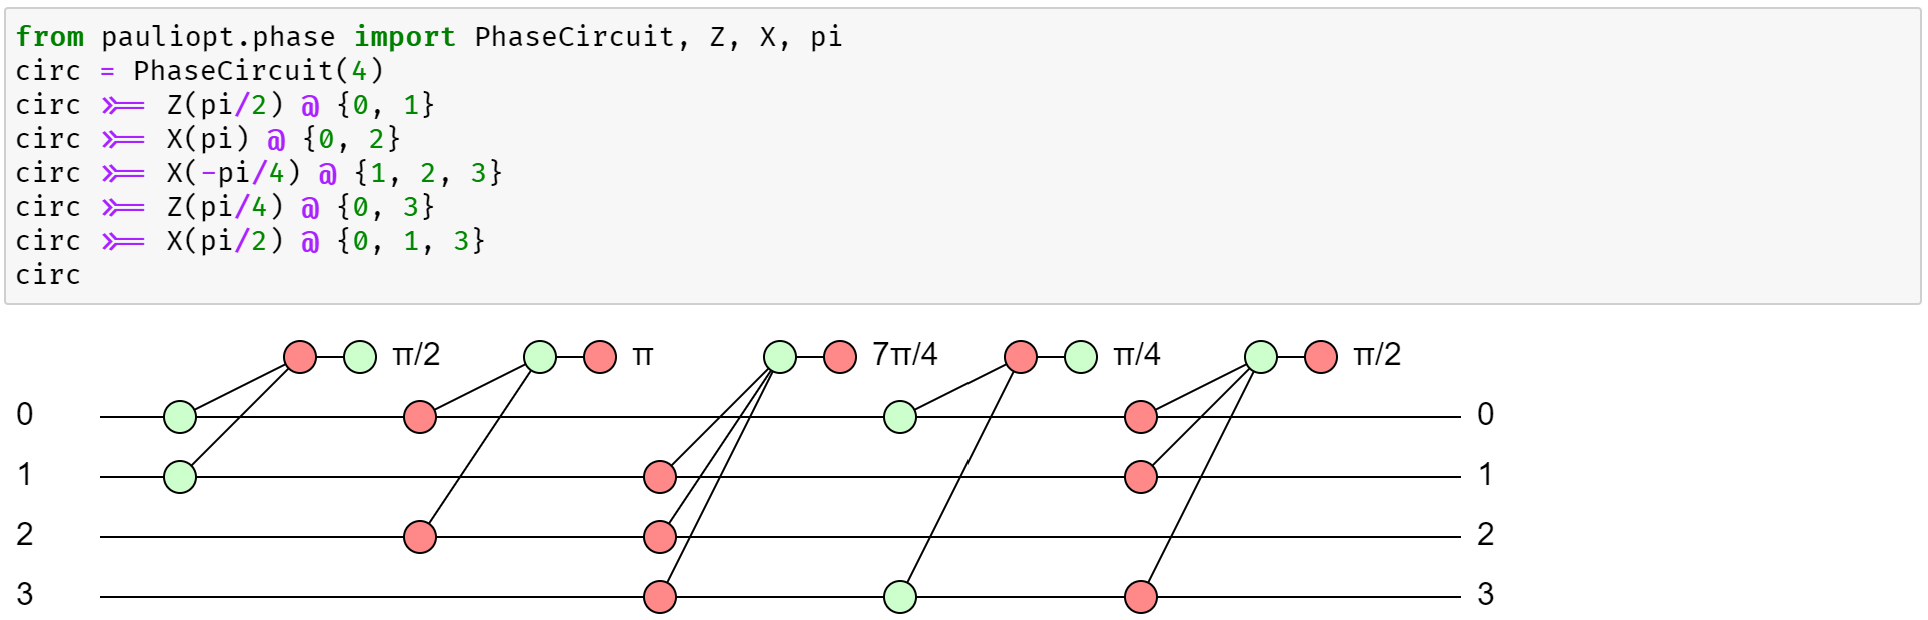 from pauliopt.phase import PhaseCircuit, Z, X, pi
circ = PhaseCircuit(4)
circ >>= Z(pi/2) @ {0, 1}
circ >>= X(pi) @ {0, 2}
circ >>= X(-pi/4) @ {1, 2, 3}
circ >>= Z(pi/4) @ {0, 3}
circ >>= X(pi/2) @ {0, 1, 3}
circ
π/2 π 7π/4 π/4 π/2
0 0
1 1
2 2
3 3